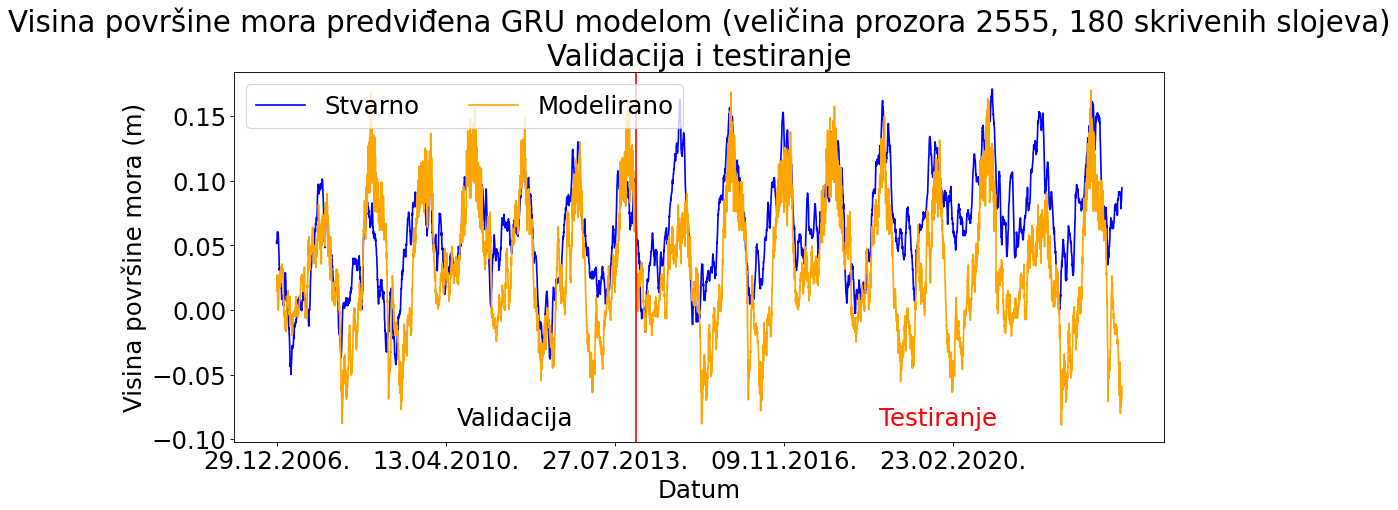 Visina površine mora predviđena GRU modelom (veličina prozora 2555, 180 skrivenih slojeva)
Validacija i testiranje
Stvarno Modelirano
Visina površine mora (m)
0.15
0.10
0.05
0.00
−0.05
−0.10
Validacija Testiranje
29.12.2006. 13.04.2010. 27.07.2013. 09.11.2016. 23.02.2020.
Datum